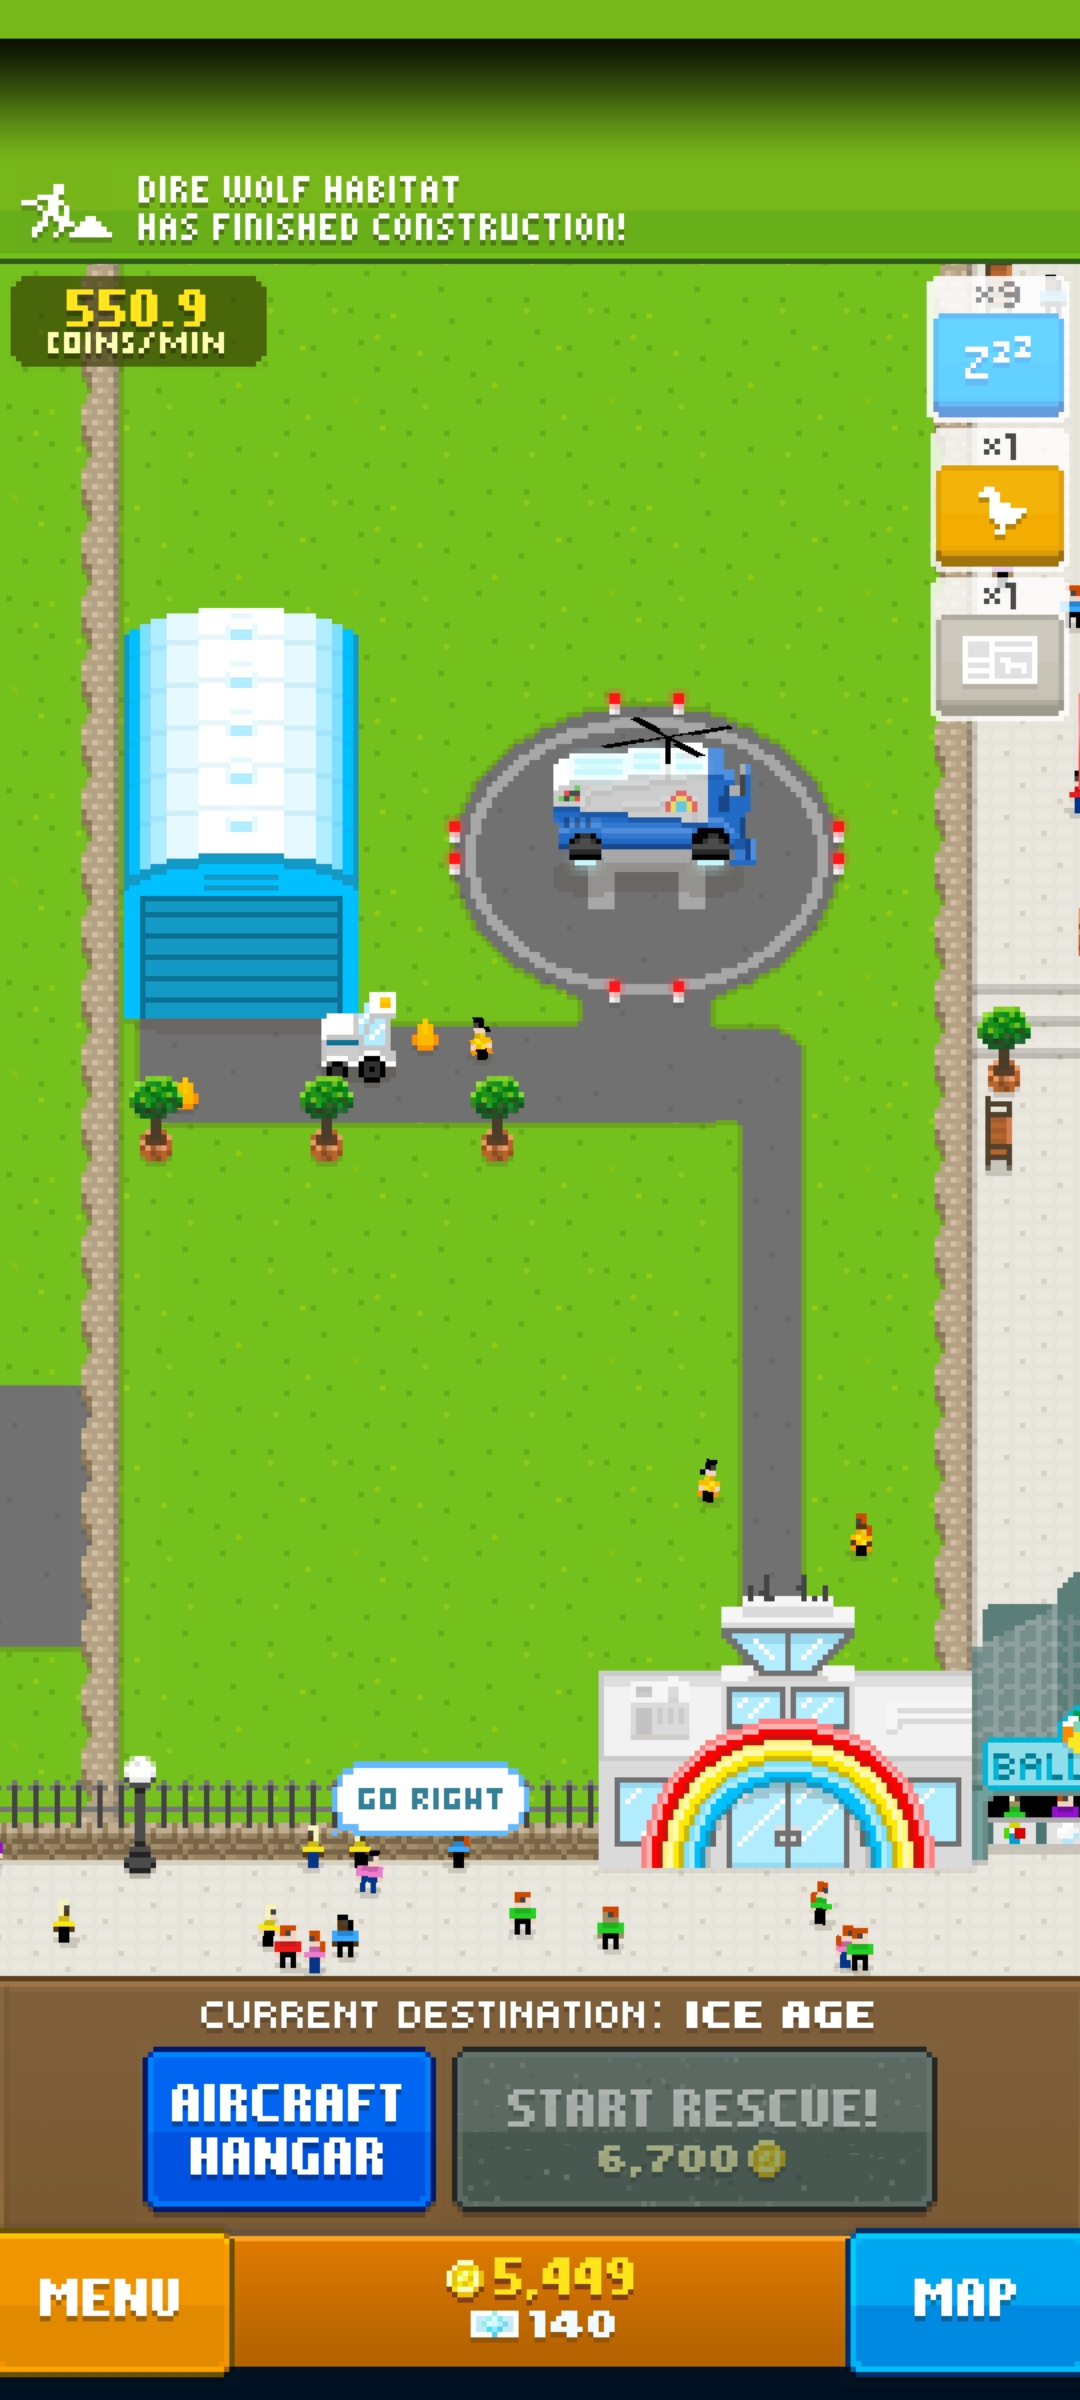 DIRE WOLF HABITAT
HAS FINISHED CONSTRUCTION!
550.9
COINS/MIN
x9
zzz
x1
x1
GO RIGHT
BALL
CURRENT DESTINATION: ICE AGE
AIRCRAFT
HANGAR
START RESCUE!
6,700
MENU
5,449
140
MAP